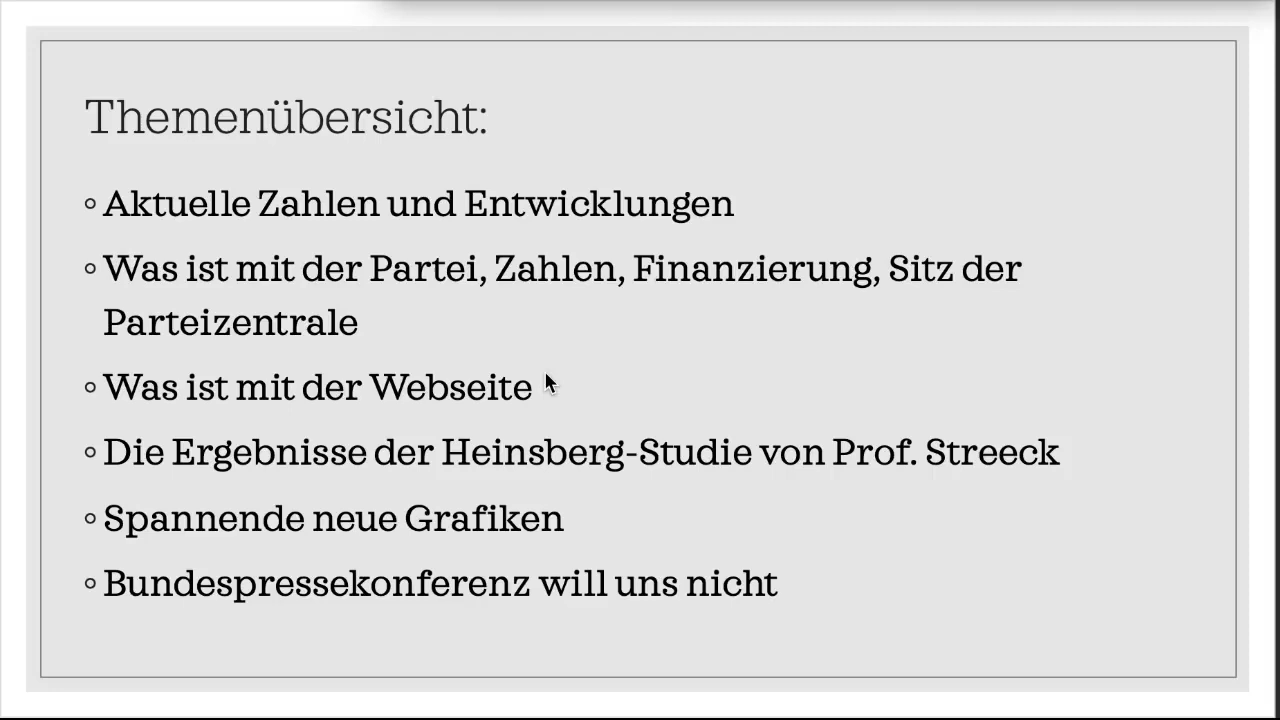 Themenübersicht:
◦ Aktuelle Zahlen und Entwicklungen
◦ Was ist mit der Partei, Zahlen, Finanzierung, Sitz der
Parteizentrale
◦ Was ist mit der Webseite
◦ Die Ergebnisse der Heinsberg-Studie von Prof. Streeck
◦ Spannende neue Grafiken
◦ Bundespressekonferenz will uns nicht